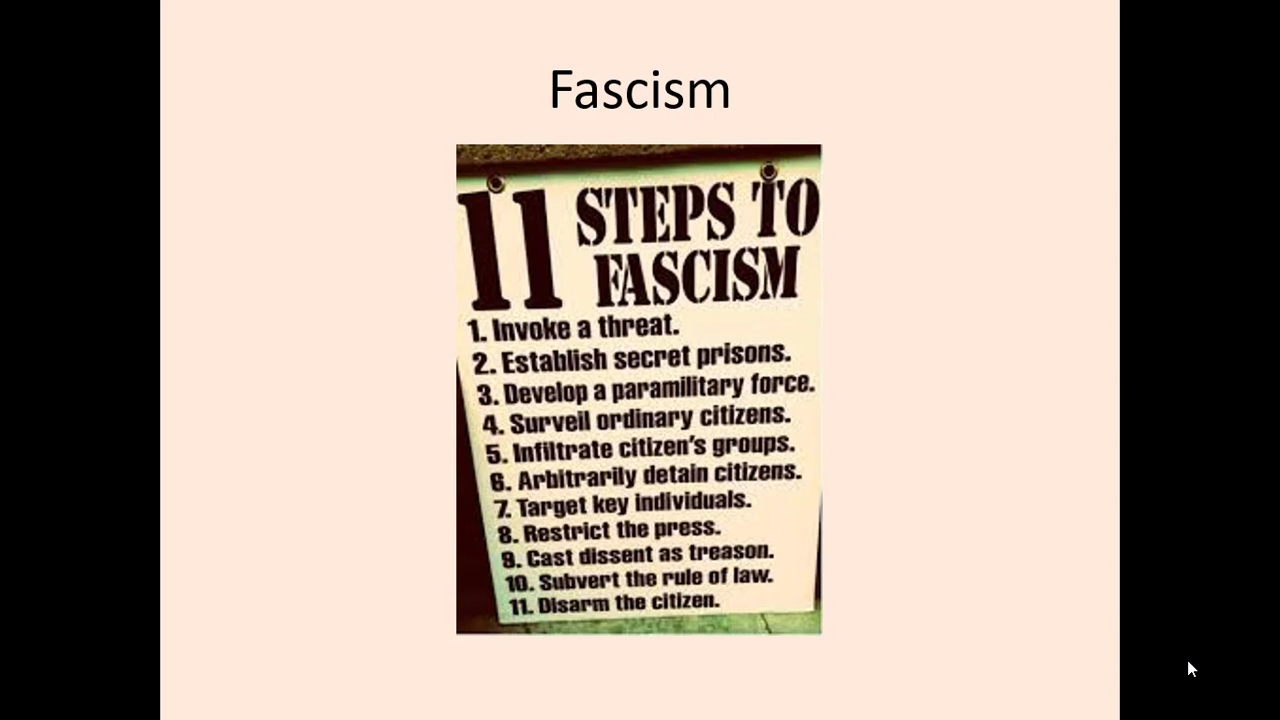 Fascism
11 STEPS TO
FASCISM
1. Invoke a threat.
2. Establish secret prisons.
3. Develop a paramilitary force.
4. Surveil ordinary citizens.
5. Infiltrate citizen's groups.
6. Arbitrarily detain citizens.
7. Target key individuals.
8. Restrict the press.
9. Cast dissent as treason.
10. Subvert the rule of law.
11. Disarm the citizen.